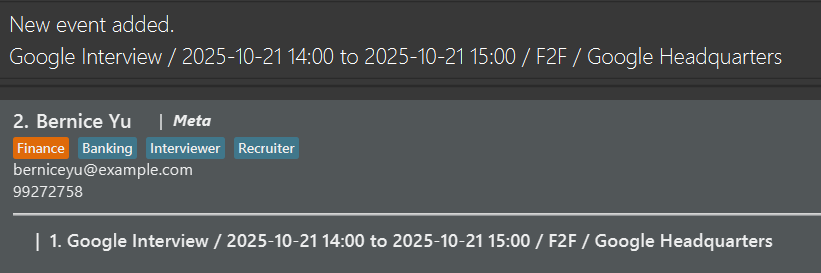 New event added.
Google Interview / 2025-10-21 14:00 to 2025-10-21 15:00 / F2F / Google Headquarters
2. Bernice Yu | Meta
Finance Banking Interviewer Recruiter
berniceyu@example.com
99272758
| 1. Google Interview / 2025-10-21 14:00 to 2025-10-21 15:00 / F2F / Google Headquarters